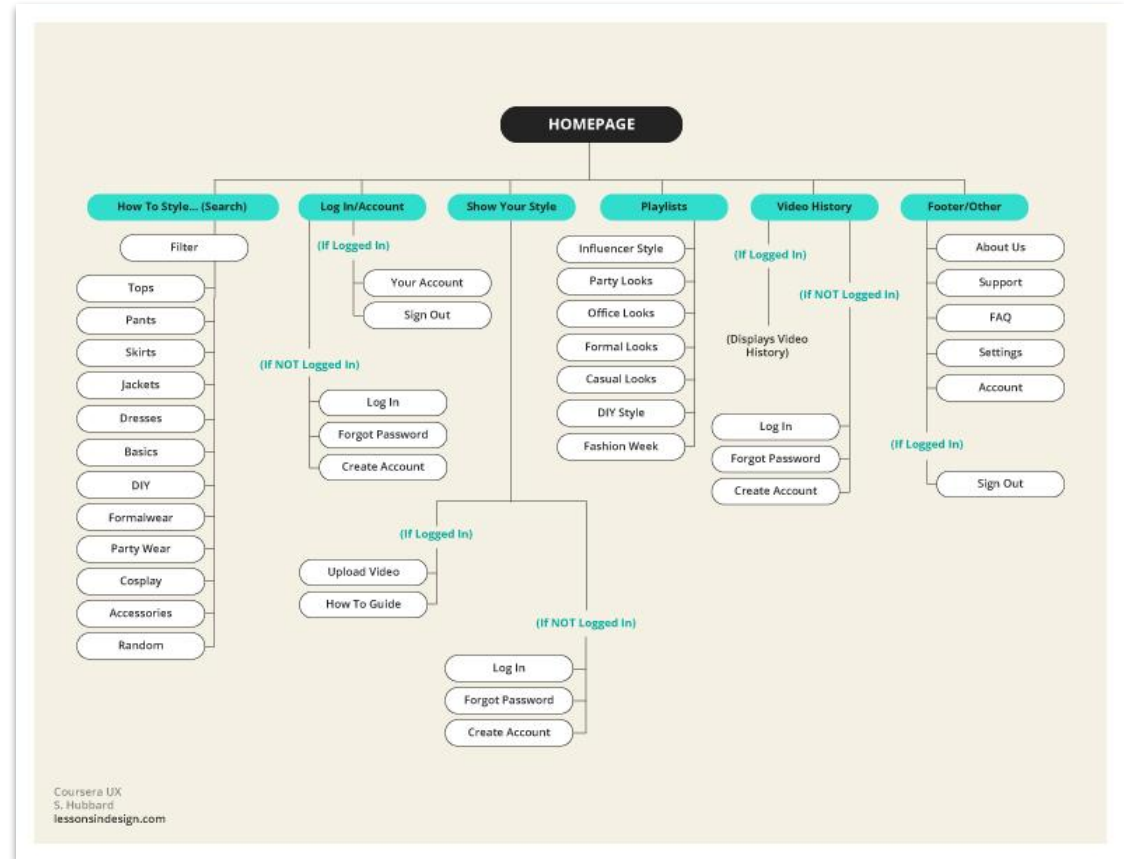 HOMEPAGE
How To Style... (Search)
Filter
Tops
Pants
Skirts
Jackets
Dresses
Basics
DIY
Formalwear
Party Wear
Cosplay
Accessories
Random
Log In/Account
(If Logged In)
Your Account
Sign Out
(If NOT Logged In)
Log In
Forgot Password
Create Account
Show Your Style
(If Logged In)
Upload Video
How To Guide
(If NOT Logged In)
Log In
Forgot Password
Create Account
Playlists
Influencer Style
Party Looks
Office Looks
Formal Looks
Casual Looks
DIY Style
Fashion Week
Video History
(If Logged In)
(Displays Video
History)
(If NOT Logged In)
Log In
Forgot Password
Create Account
Footer/Other
About Us
Support
FAQ
Settings
Account
(If Logged In)
Sign Out
Coursera UX
S. Hubbard
lessonsindesign.com